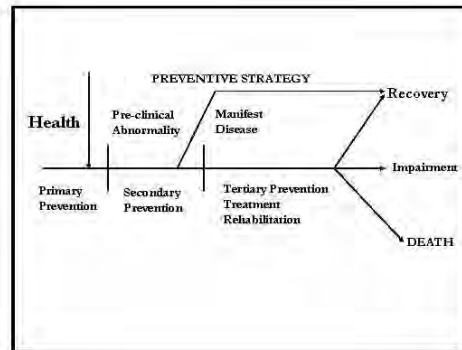 PREVENTIVE STRATEGY
Recovery
Health
Pre-clinical
Abnormality
Manifest
Disease
Impairment
Primary
Prevention
Secondary
Prevention
Tertiary Prevention
Treatment
Rehabilitation
DEATH